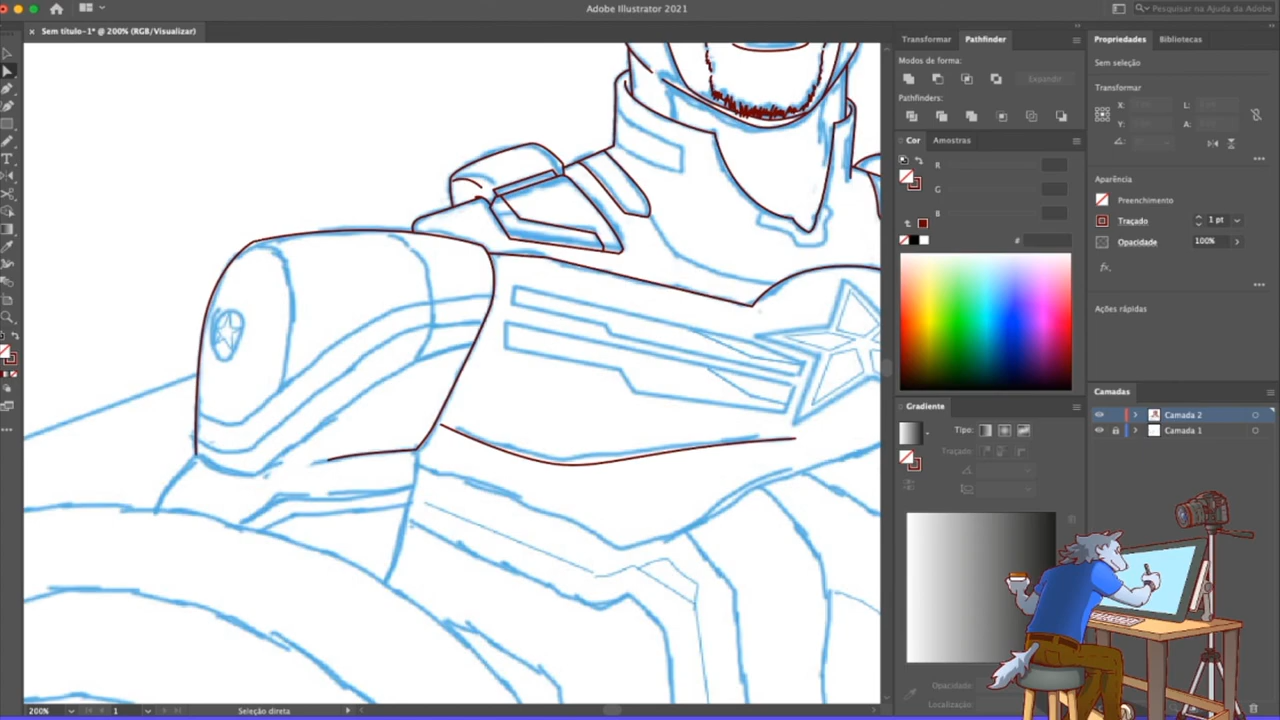 Adobe Illustrator 2021
Pesquisar na Ajuda da Adobe
× Sem título-1* @ 200% (RGB/Visualizar)
Transformar Pathfinder
Propriedades Bibliotecas
Modos de forma:
Sem seleção
Expandir
Transformar
Pathfinders:
X: L:
Y: A:
Cor Amostras
R
G
B
#
Aparência
Preenchimento
Traçado 1 pt
Opacidade 100%
fx.
Ações rápidas
Camadas
Gradiente
Camada 2
Tipo:
Camada 1
Traçado:
Opacidade:
Localização:
200% 1 Seleção direta